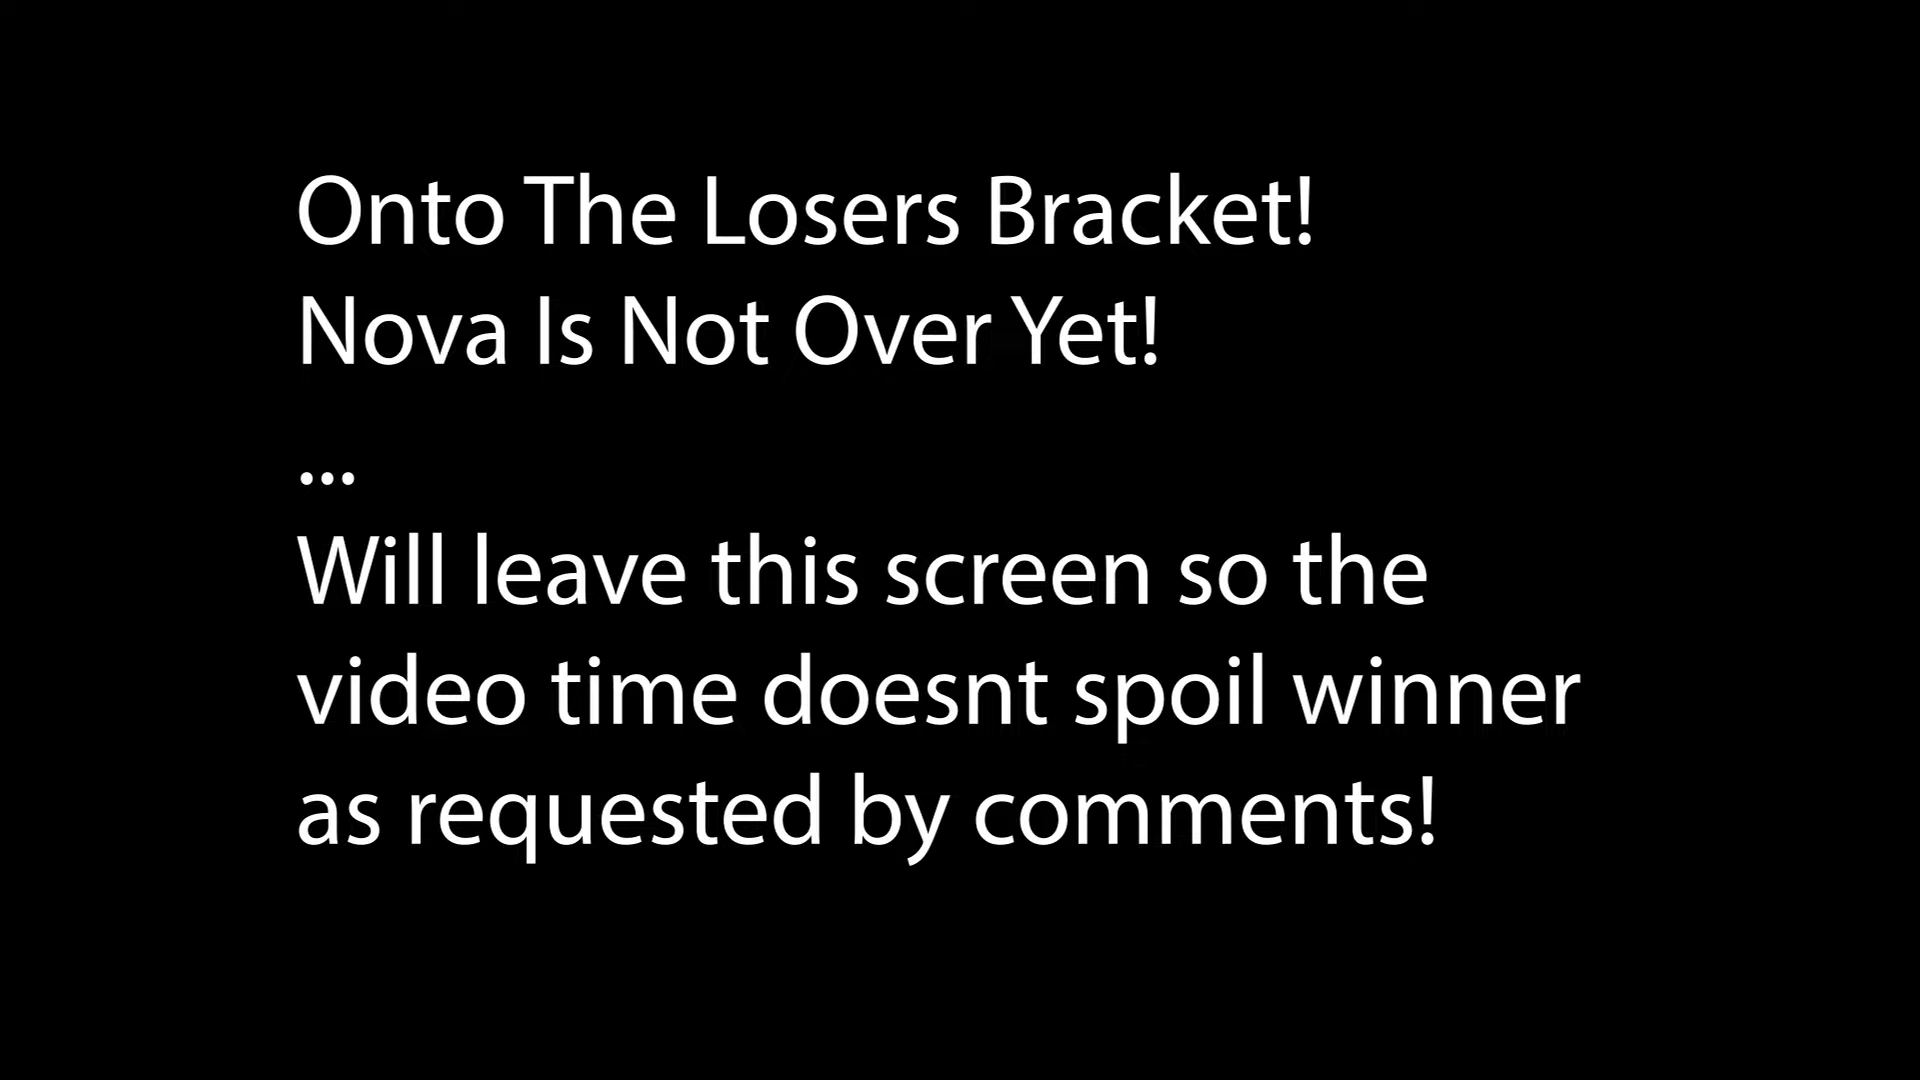 Onto The Losers Bracket!
Nova Is Not Over Yet!
...
Will leave this screen so the
video time doesnt spoil winner
as requested by comments!